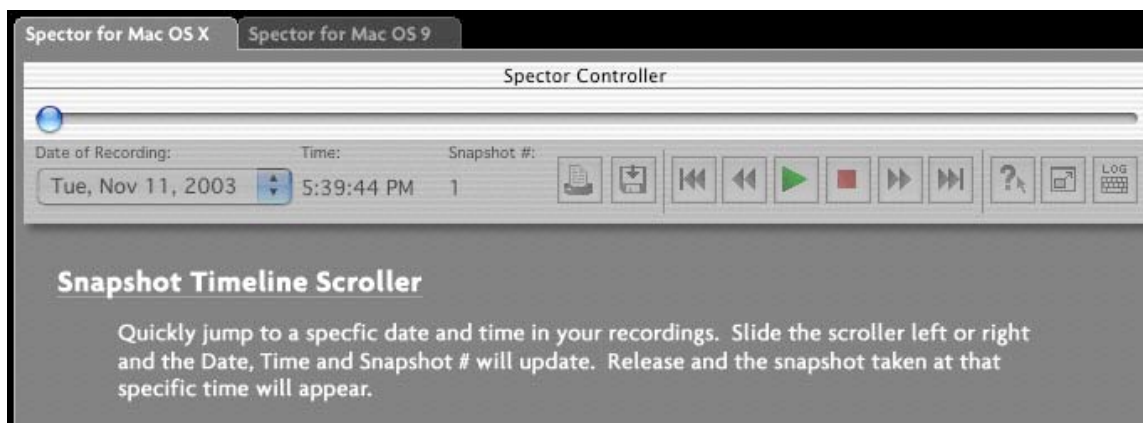 Spector for Mac OS X
Spector for Mac OS 9
Spector Controller
Date of Recording:
Time:
Snapshot #:
Tue, Nov 11, 2003
5:39:44 PM
1
?
LOG
Snapshot Timeline Scroller
Quickly jump to a specfic date and time in your recordings. Slide the scroller left or right
and the Date, Time and Snapshot # will update. Release and the snapshot taken at that
specific time will appear.